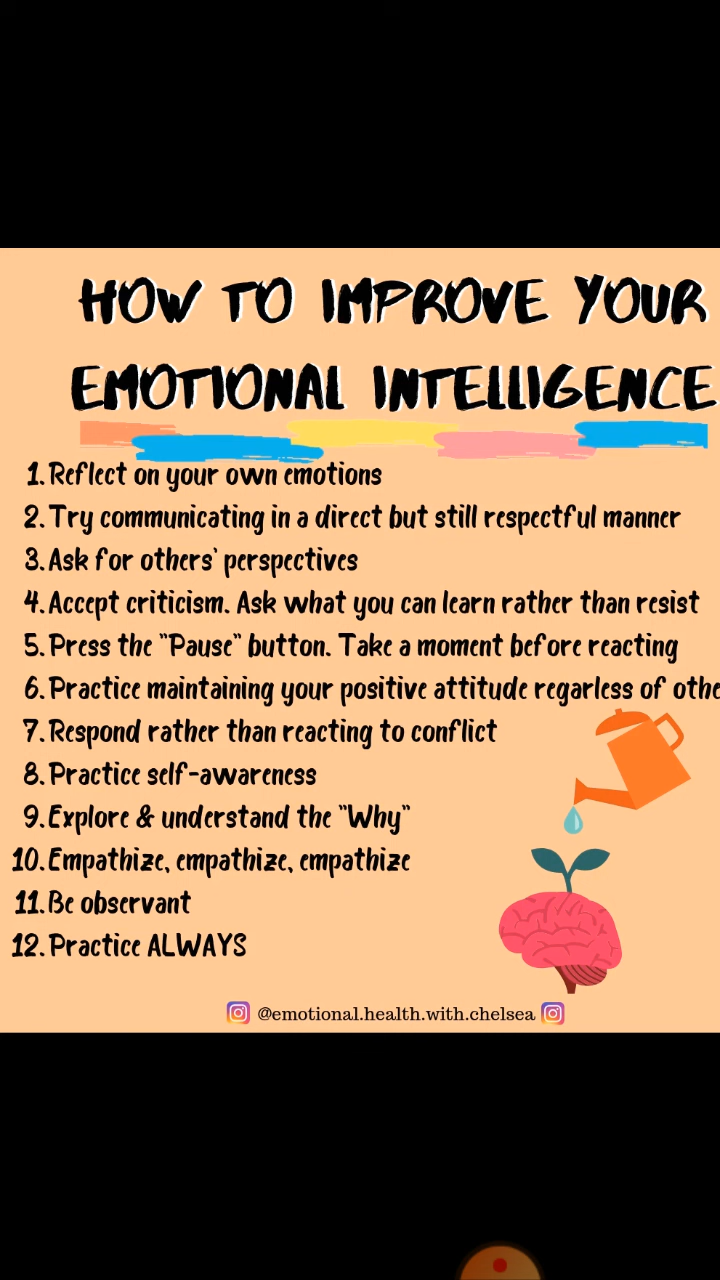 HOW TO IMPROVE YOUR
EMOTIONAL INTELLIGENCE
1. Reflect on your own emotions
2. Try communicating in a direct but still respectful manner
3. Ask for others' perspectives
4. Accept criticism. Ask what you can learn rather than resist
5. Press the "Pause" button. Take a moment before reacting
6. Practice maintaining your positive attitude regarless of
7. Respond rather than reacting to conflict
8. Practice self-awareness
9. Explore & understand the "Why"
10. Empathize, empathize, empathize
11. Be observant
12. Practice ALWAYS
@emotional.health.with.chelsea